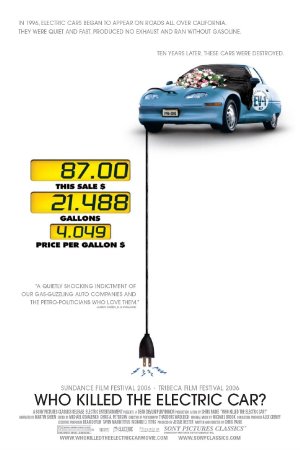 IN 1996, ELECTRIC CARS BEGAN TO APPEAR ON ROADS ALL OVER CALIFORNIA.
THEY WERE QUIET AND FAST, PRODUCED NO EXHAUST AND RAN WITHOUT GASOLINE.
TEN YEARS LATER, THESE CARS WERE DESTROYED.
EV-1
87.00
THIS SALE $
21.488
GALLONS
4.049
PRICE PER GALLON $
"A QUIETLY SHOCKING INDICTMENT OF
OUR GAS-GUZZLING AUTO COMPANIES AND
THE PETRO-POLITICIANS WHO LOVE THEM."
SUNDANCE FILM FESTIVAL 2006 · TRIBECA FILM FESTIVAL 2006
WHO KILLED THE ELECTRIC CAR?
SONY PICTURES CLASSICS
WWW.WHOKILLEDTHEELECTRICCARMOVIE.COM WWW.SONYCLASSICS.COM